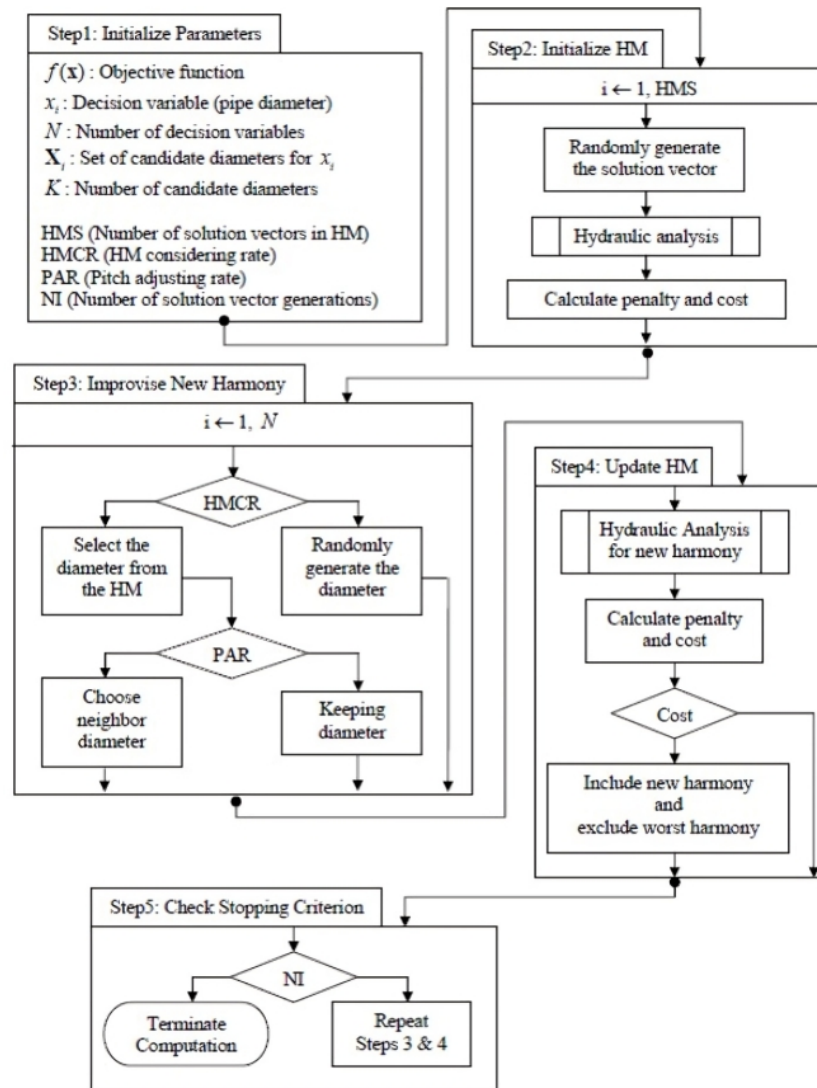 Step1: Initialize Parameters
f(x) : Objective function
x_i : Decision variable (pipe diameter)
N : Number of decision variables
X_i : Set of candidate diameters for x_i
K : Number of candidate diameters
HMS (Number of solution vectors in HM)
HMCR (HM considering rate)
PAR (Pitch adjusting rate)
NI (Number of solution vector generations)
Step2: Initialize HM
i ← 1, HMS
Randomly generate
the solution vector
Hydraulic analysis
Calculate penalty and cost
Step3: Improvise New Harmony
i ← 1, N
HMCR
Select the
diameter from
the HM
Randomly
generate the
diameter
PAR
Choose
neighbor
diameter
Keeping
diameter
Step4: Update HM
Hydraulic Analysis
for new harmony
Calculate penalty
and cost
Cost
Include new harmony
and
exclude worst harmony
Step5: Check Stopping Criterion
NI
Terminate
Computation
Repeat
Steps 3 & 4